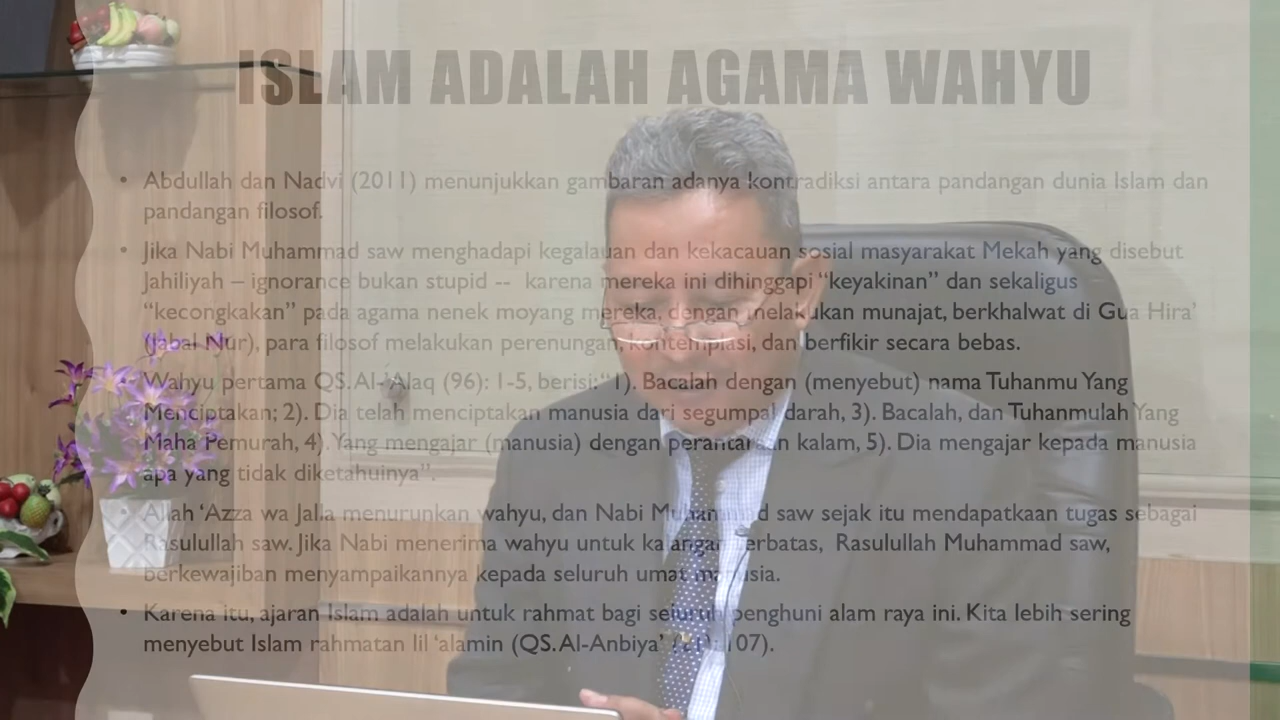 ISLAM ADALAH AGAMA WAHYU
• Abdullah dan Nadvi (2011) menunjukkan gambaran adanya kontradiksi antara pandangan dunia Islam dan
pandangan filosof.
• Jika Nabi Muhammad saw menghadapi kegalauan dan kekacauan sosial masyarakat Mekah yang disebut
Jahiliyah – ignorance bukan stupid -- karena mereka ini dihinggapi “keyakinan” dan sekaligus
“kecongkakan” pada agama nenek moyang mereka, dengan melakukan munajat, berkhalwat di Gua Hira’
(Jabal Nur), para filosof melakukan perenungan, kontemplasi, dan berfikir secara bebas.
• Wahyu pertama QS. Al-‘Alaq (96): 1-5, berisi: “1). Bacalah dengan (menyebut) nama Tuhanmu Yang
Menciptakan; 2). Dia telah menciptakan manusia dari segumpal darah, 3). Bacalah, dan Tuhanmulah Yang
Maha Pemurah, 4). Yang mengajar (manusia) dengan perantaraan kalam, 5). Dia mengajar kepada manusia
apa yang tidak diketahuinya”.
• Allah ‘Azza wa Jalla menurunkan wahyu, dan Nabi Muhammad saw sejak itu mendapatkaan tugas sebagai
Rasulullah saw. Jika Nabi menerima wahyu untuk kalangan terbatas, Rasulullah Muhammad saw,
berkewajiban menyampaikannya kepada seluruh umat manusia.
• Karena itu, ajaran Islam adalah untuk rahmat bagi seluruh penghuni alam raya ini. Kita lebih sering
menyebut Islam rahmatan lil ‘alamin (QS. Al-Anbiya’ (21): 107).